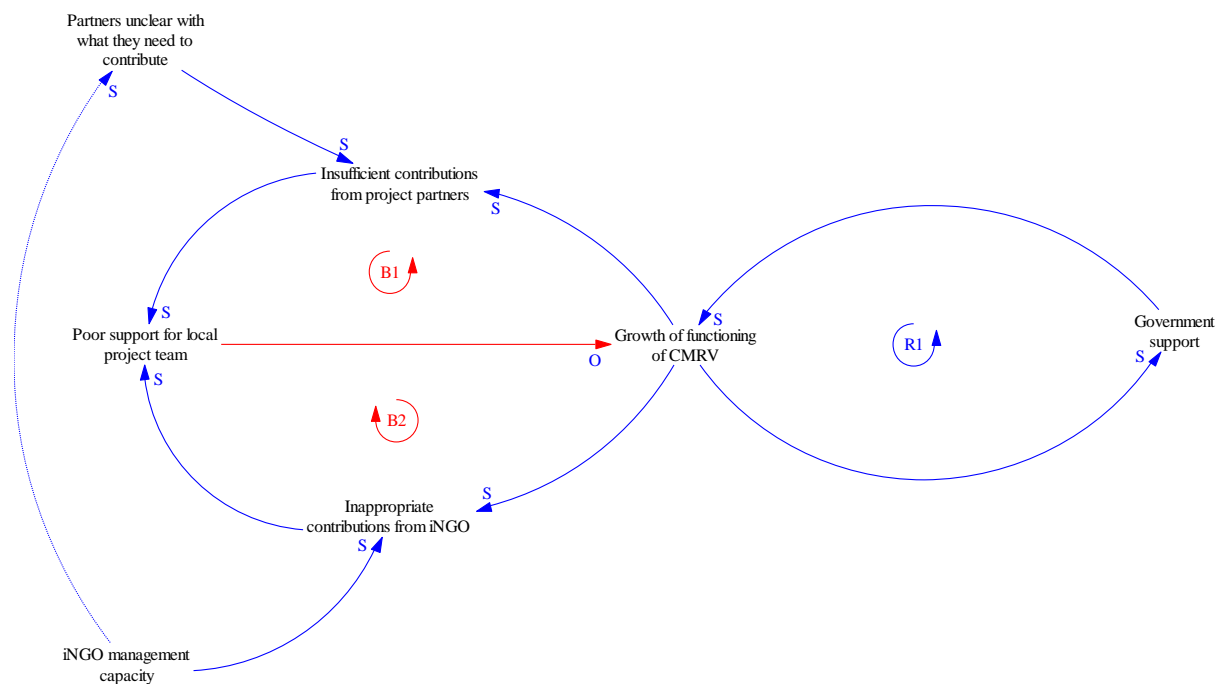 Partners unclear with
what they need to
contribute
S
S
Insufficient contributions
from project partners
S
B1
S
Poor support for local
project team
S
O
S
Growth of functioning
of CMRV
R1
Government
support
S
B2
S
Inappropriate
contributions from iNGO
S
iNGO management
capacity